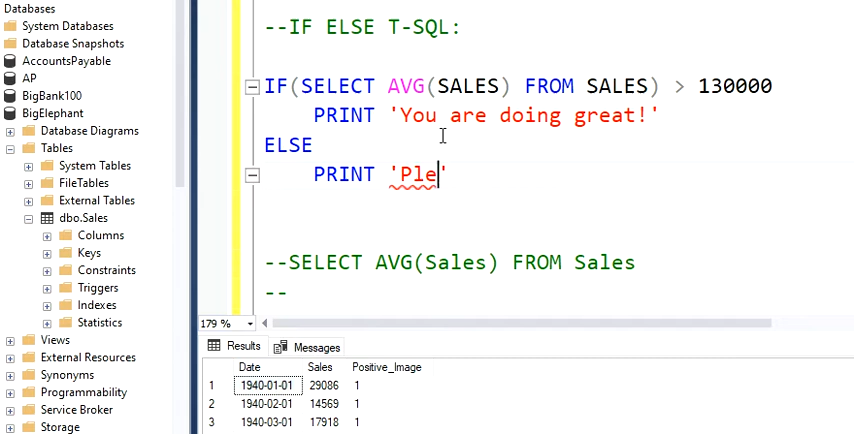 Databases
System Databases
Database Snapshots
AccountsPayable
AP
BigBank100
BigElephant
Database Diagrams
Tables
System Tables
FileTables
External Tables
dbo.Sales
Columns
Keys
Constraints
Triggers
Indexes
Statistics
Views
External Resources
Synonyms
Programmability
Service Broker
Storage
--IF ELSE T-SQL:
IF(SELECT AVG(SALES) FROM SALES) > 130000
PRINT 'You are doing great!'
ELSE
PRINT 'Ple'
--SELECT AVG(Sales) FROM Sales
--
179 %
Results Messages
Date Sales Positive_Image
1 1940-01-01 29086 1
2 1940-02-01 14569 1
3 1940-03-01 17918 1